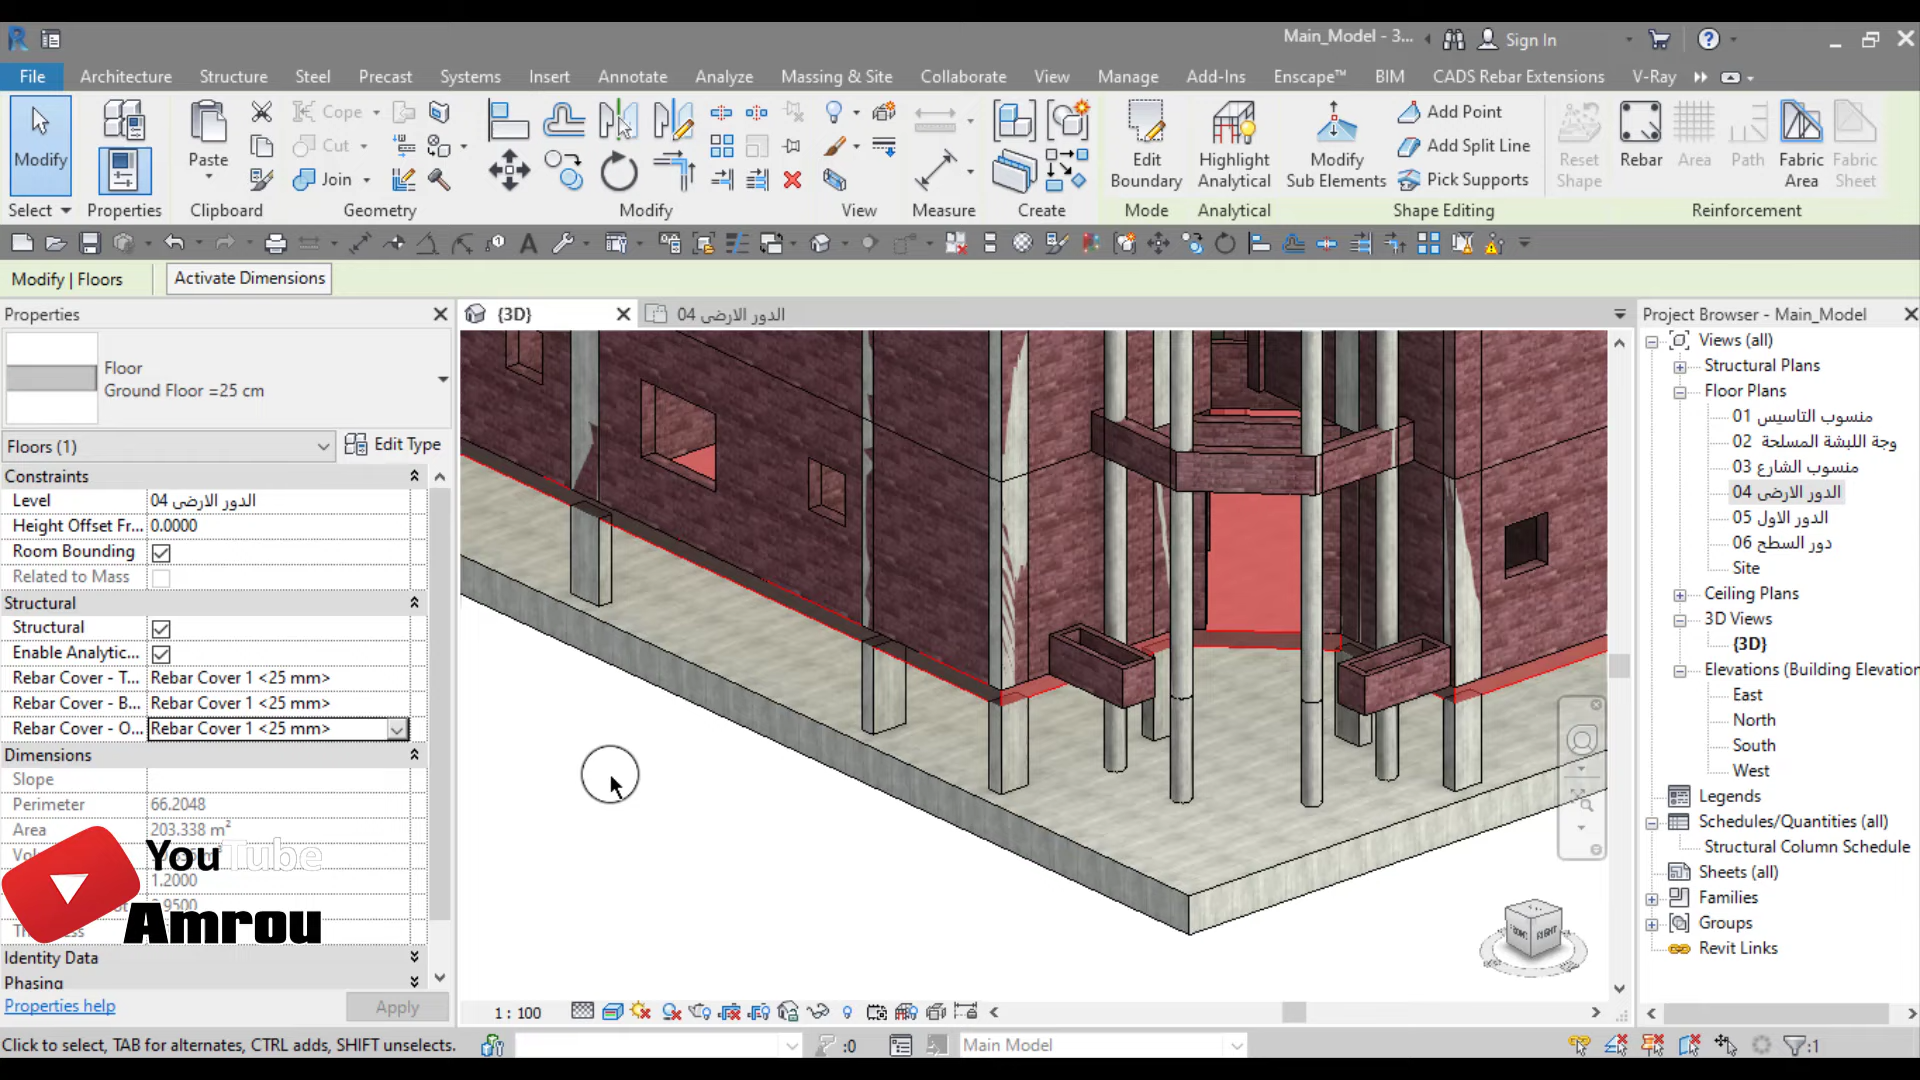 Main_Model - 3...
Sign In
File Architecture Structure Steel Precast Systems Insert Annotate Analyze Massing & Site Collaborate View Manage Add-Ins Enscape™ BIM CADS Rebar Extensions V-Ray
Modify
Paste
Cope
Cut
Join
Edit Boundary
Highlight Analytical
Modify Sub Elements
Add Point
Add Split Line
Pick Supports
Reset Shape
Rebar
Area
Path
Fabric Area
Fabric Sheet
Select Properties Clipboard Geometry Modify View Measure Create Mode Analytical Shape Editing Reinforcement
Modify | Floors
Activate Dimensions
Properties
{3D}
الدور الارضى 04
Project Browser - Main_Model
Floor
Ground Floor =25 cm
Floors (1)
Edit Type
Constraints
Level الدور الارضى 04
Height Offset Fr... 0.0000
Room Bounding
Related to Mass
Structural
Structural
Enable Analytic...
Rebar Cover - T... Rebar Cover 1 <25 mm>
Rebar Cover - B... Rebar Cover 1 <25 mm>
Rebar Cover - O... Rebar Cover 1 <25 mm>
Dimensions
Slope
Perimeter 66.2048
Area 203.338 m²
1.2000
Identity Data
Phasing
Properties help
Apply
YouTube
Amrou
Views (all)
Structural Plans
Floor Plans
منسوب التاسيس 01
وجة اللبشة المسلحة 02
منسوب الشارع 03
الدور الارضى 04
الدور الاول 05
دور السطح 06
Site
Ceiling Plans
3D Views
{3D}
Elevations (Building Elevation
East
North
South
West
Legends
Schedules/Quantities (all)
Structural Column Schedule
Sheets (all)
Families
Groups
Revit Links
FRONT
RIGHT
1 : 100
Click to select, TAB for alternates, CTRL adds, SHIFT unselects.
:0
Main Model
:1